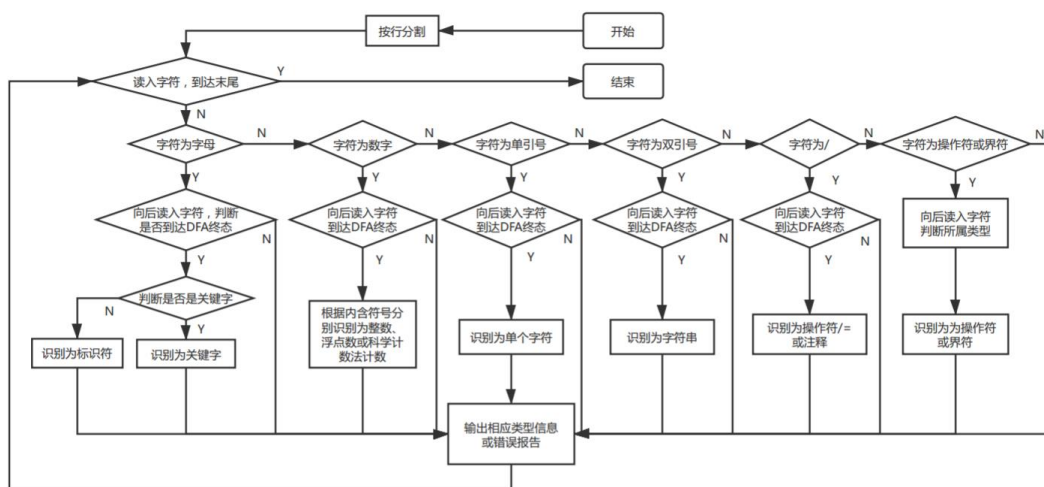 按行分割
开始
读入字符，到达末尾
Y
结束
N
字符为字母
N
字符为数字
N
字符为单引号
N
字符为双引号
N
字符为/
N
字符为操作符或界符
N
Y
Y
Y
Y
Y
Y
向后读入字符，判断
是否到达DFA终态
N
向后读入字符
到达DFA终态
N
向后读入字符
到达DFA终态
N
向后读入字符
到达DFA终态
N
向后读入字符
到达DFA终态
N
向后读入字符
判断所属类型
Y
Y
Y
Y
Y
判断是否是关键字
N
Y
识别为标识符
识别为关键字
根据内含符号分
别识别为整数、
浮点数或科学计
数法计数
识别为单个字符
识别为字符串
识别为操作符/=
或注释
识别为为操作符
或界符
输出相应类型信息
或错误报告